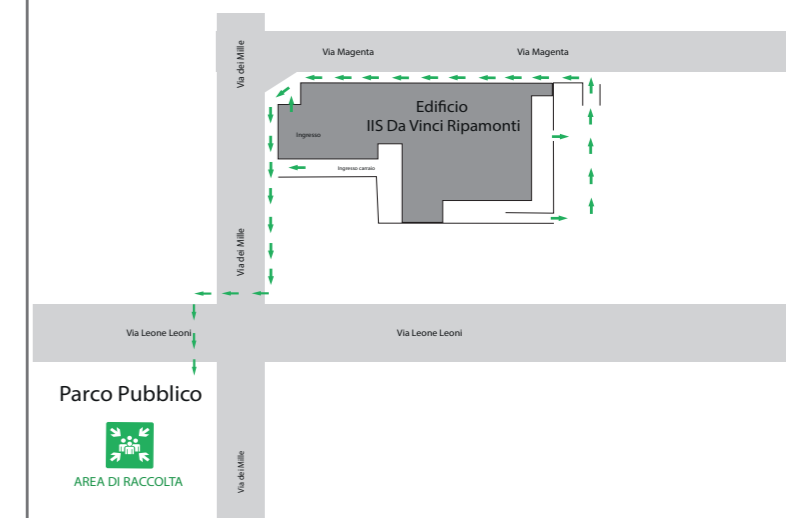 Via dei Mille
Via Magenta
Via Magenta
Edificio
IIS Da Vinci Ripamonti
Ingresso
Ingresso carraio
Via dei Mille
Via Leone Leoni
Via Leone Leoni
Parco Pubblico
AREA DI RACCOLTA
Via dei Mille